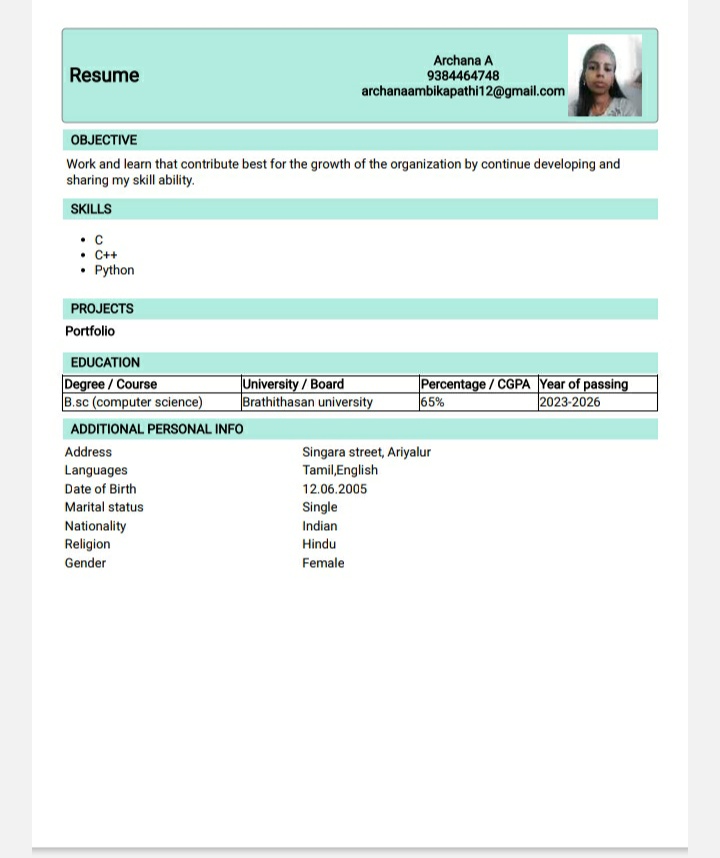 Resume
Archana A
9384464748
archanaambikapathi12@gmail.com
OBJECTIVE
Work and learn that contribute best for the growth of the organization by continue developing and
sharing my skill ability.
SKILLS
• C
• C++
• Python
PROJECTS
Portfolio
EDUCATION
Degree / Course University / Board Percentage / CGPA Year of passing
B.sc (computer science) Brathithasan university 65% 2023-2026
ADDITIONAL PERSONAL INFO
Address Singara street, Ariyalur
Languages Tamil,English
Date of Birth 12.06.2005
Marital status Single
Nationality Indian
Religion Hindu
Gender Female